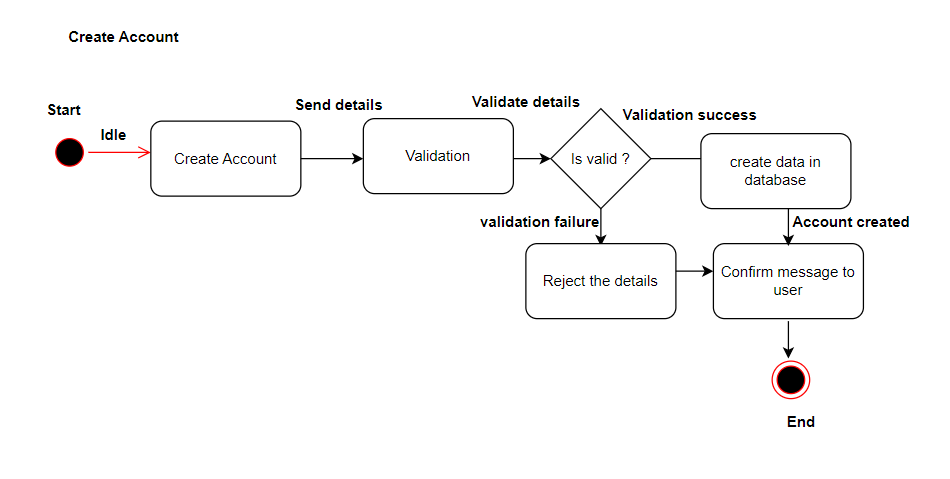 Create Account
Start
Idle
Create Account
Send details
Validation
Validate details
Is valid ?
Validation success
create data in
database
validation failure
Account created
Reject the details
Confirm message to
user
End